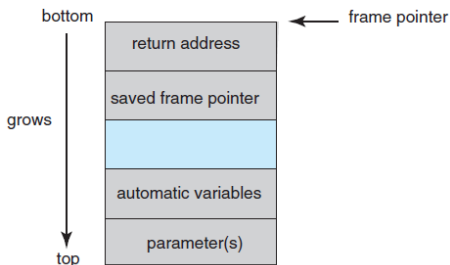 bottom
frame pointer
return address
saved frame pointer
grows
automatic variables
parameter(s)
top